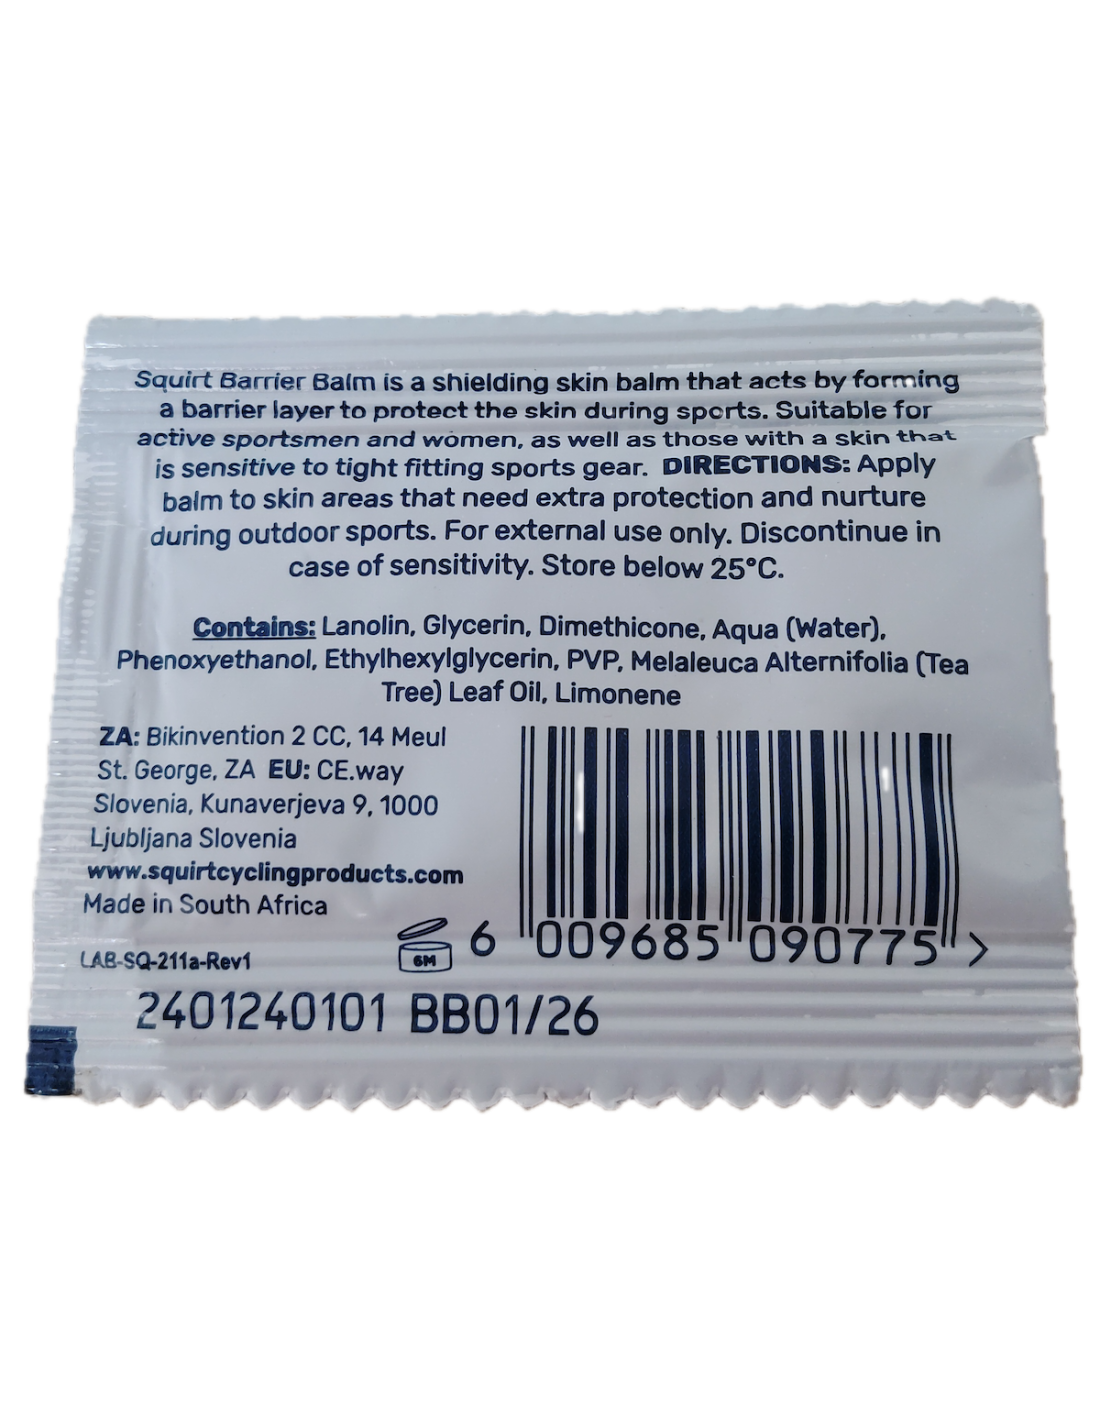 Squirt Barrier Balm is a shielding skin balm that acts by forming
a barrier layer to protect the skin during sports. Suitable for
active sportsmen and women, as well as those with a skin that
is sensitive to tight fitting sports gear. DIRECTIONS: Apply
balm to skin areas that need extra protection and nurture
during outdoor sports. For external use only. Discontinue in
case of sensitivity. Store below 25°C.
Contains: Lanolin, Glycerin, Dimethicone, Aqua (Water),
Phenoxyethanol, Ethylhexylglycerin, PVP, Melaleuca Alternifolia (Tea
Tree) Leaf Oil, Limonene
ZA: Bikinvention 2 CC, 14 Meul
St. George, ZA EU: CE.way
Slovenia, Kunaverjeva 9, 1000
Ljubljana Slovenia
www.squirtcyclingproducts.com
Made in South Africa
LAB-SQ-211a-Rev1
6M
6 009685 090775 >
2401240101 BB01/26